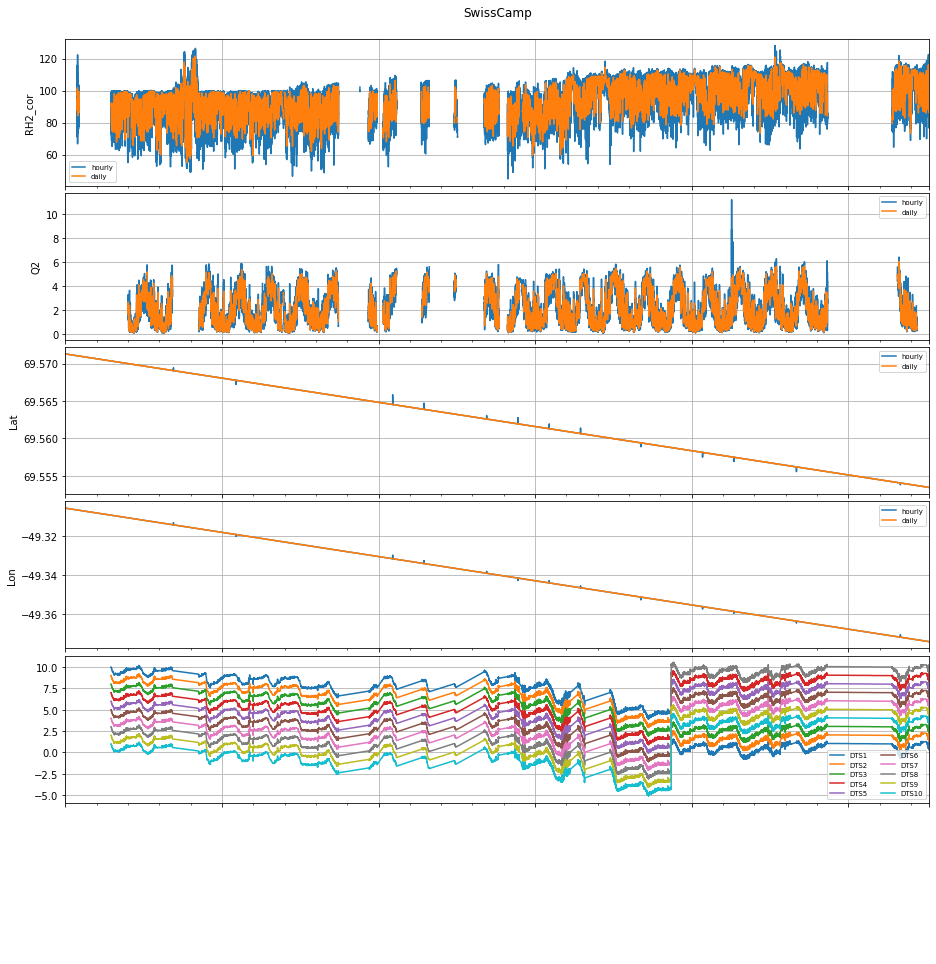 SwissCamp
RH2_cor
120
100
80
60
hourly
daily
Q2
10
8
6
4
2
0
hourly
daily
Lat
69.570
69.565
69.560
69.555
hourly
daily
Lon
−49.32
−49.34
−49.36
hourly
daily
10.0
7.5
5.0
2.5
0.0
−2.5
−5.0
DTS1 DTS6
DTS2 DTS7
DTS3 DTS8
DTS4 DTS9
DTS5 DTS10